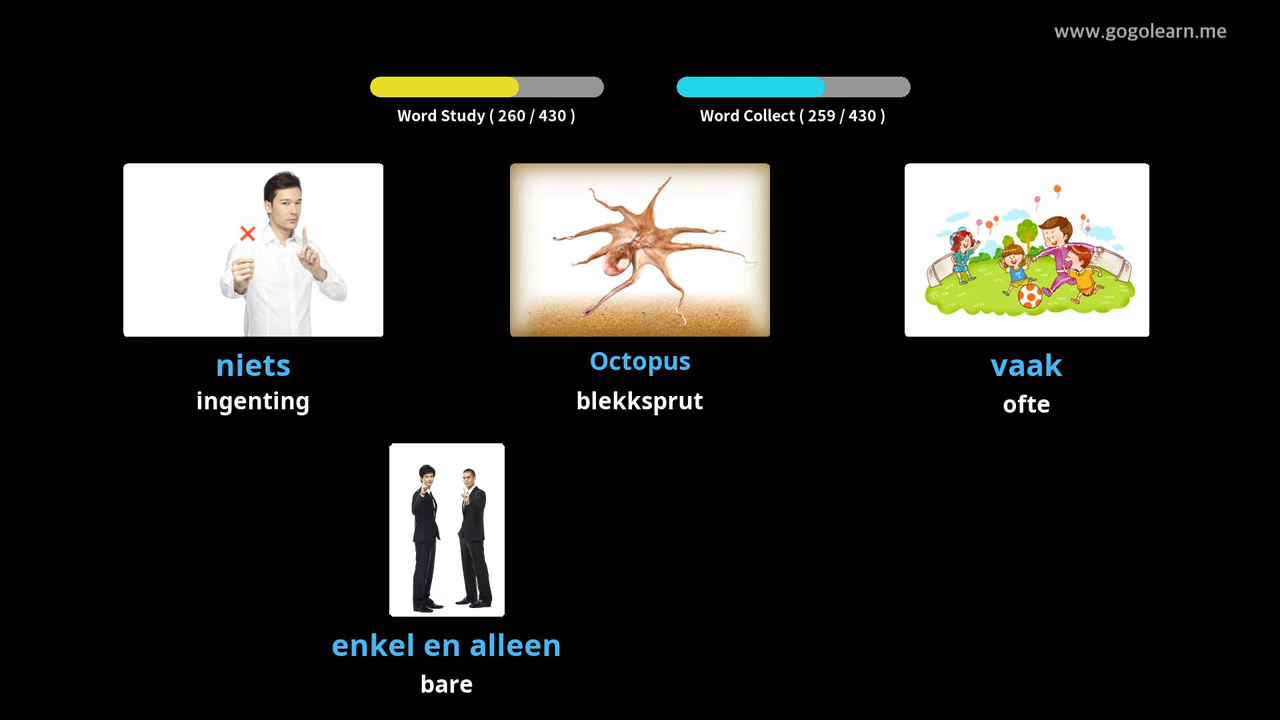 www.gogolearn.me
Word Study ( 260 / 430 )
Word Collect ( 259 / 430 )
niets
ingenting
Octopus
blekksprut
vaak
ofte
enkel en alleen
bare